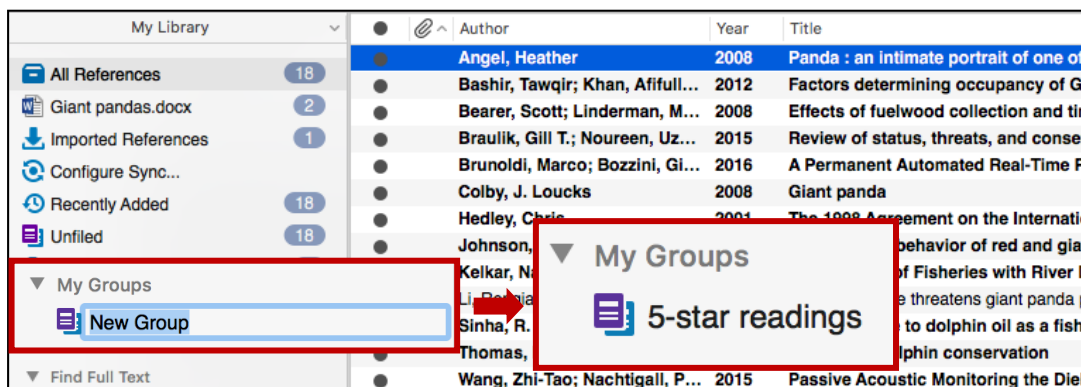 My Library
All References 18
Giant pandas.docx 2
Imported References 1
Configure Sync...
Recently Added 18
Unfiled 18
My Groups
New Group
Find Full Text
Author Year Title
Angel, Heather 2008 Panda : an intimate portrait of one of
Bashir, Tawqir; Khan, Afifull... 2012 Factors determining occupancy of G
Bearer, Scott; Linderman, M... 2008 Effects of fuelwood collection and ti
Braulik, Gill T.; Noureen, Uz... 2015 Review of status, threats, and conse
Brunoldi, Marco; Bozzini, Gi... 2016 A Permanent Automated Real-Time
Colby, J. Loucks 2008 Giant panda
Hedley, Chris 2001 The 1998 Agreement on the Internati
Johnson, behavior of red and gia
Kelkar, of Fisheries with River
threatens giant panda
Sinha, R. to dolphin oil as a fish
Thomas, conservation
Wang, Zhi-Tao; Nachtigall, P... 2015 Passive Acoustic Monitoring the Die
My Groups
5-star readings